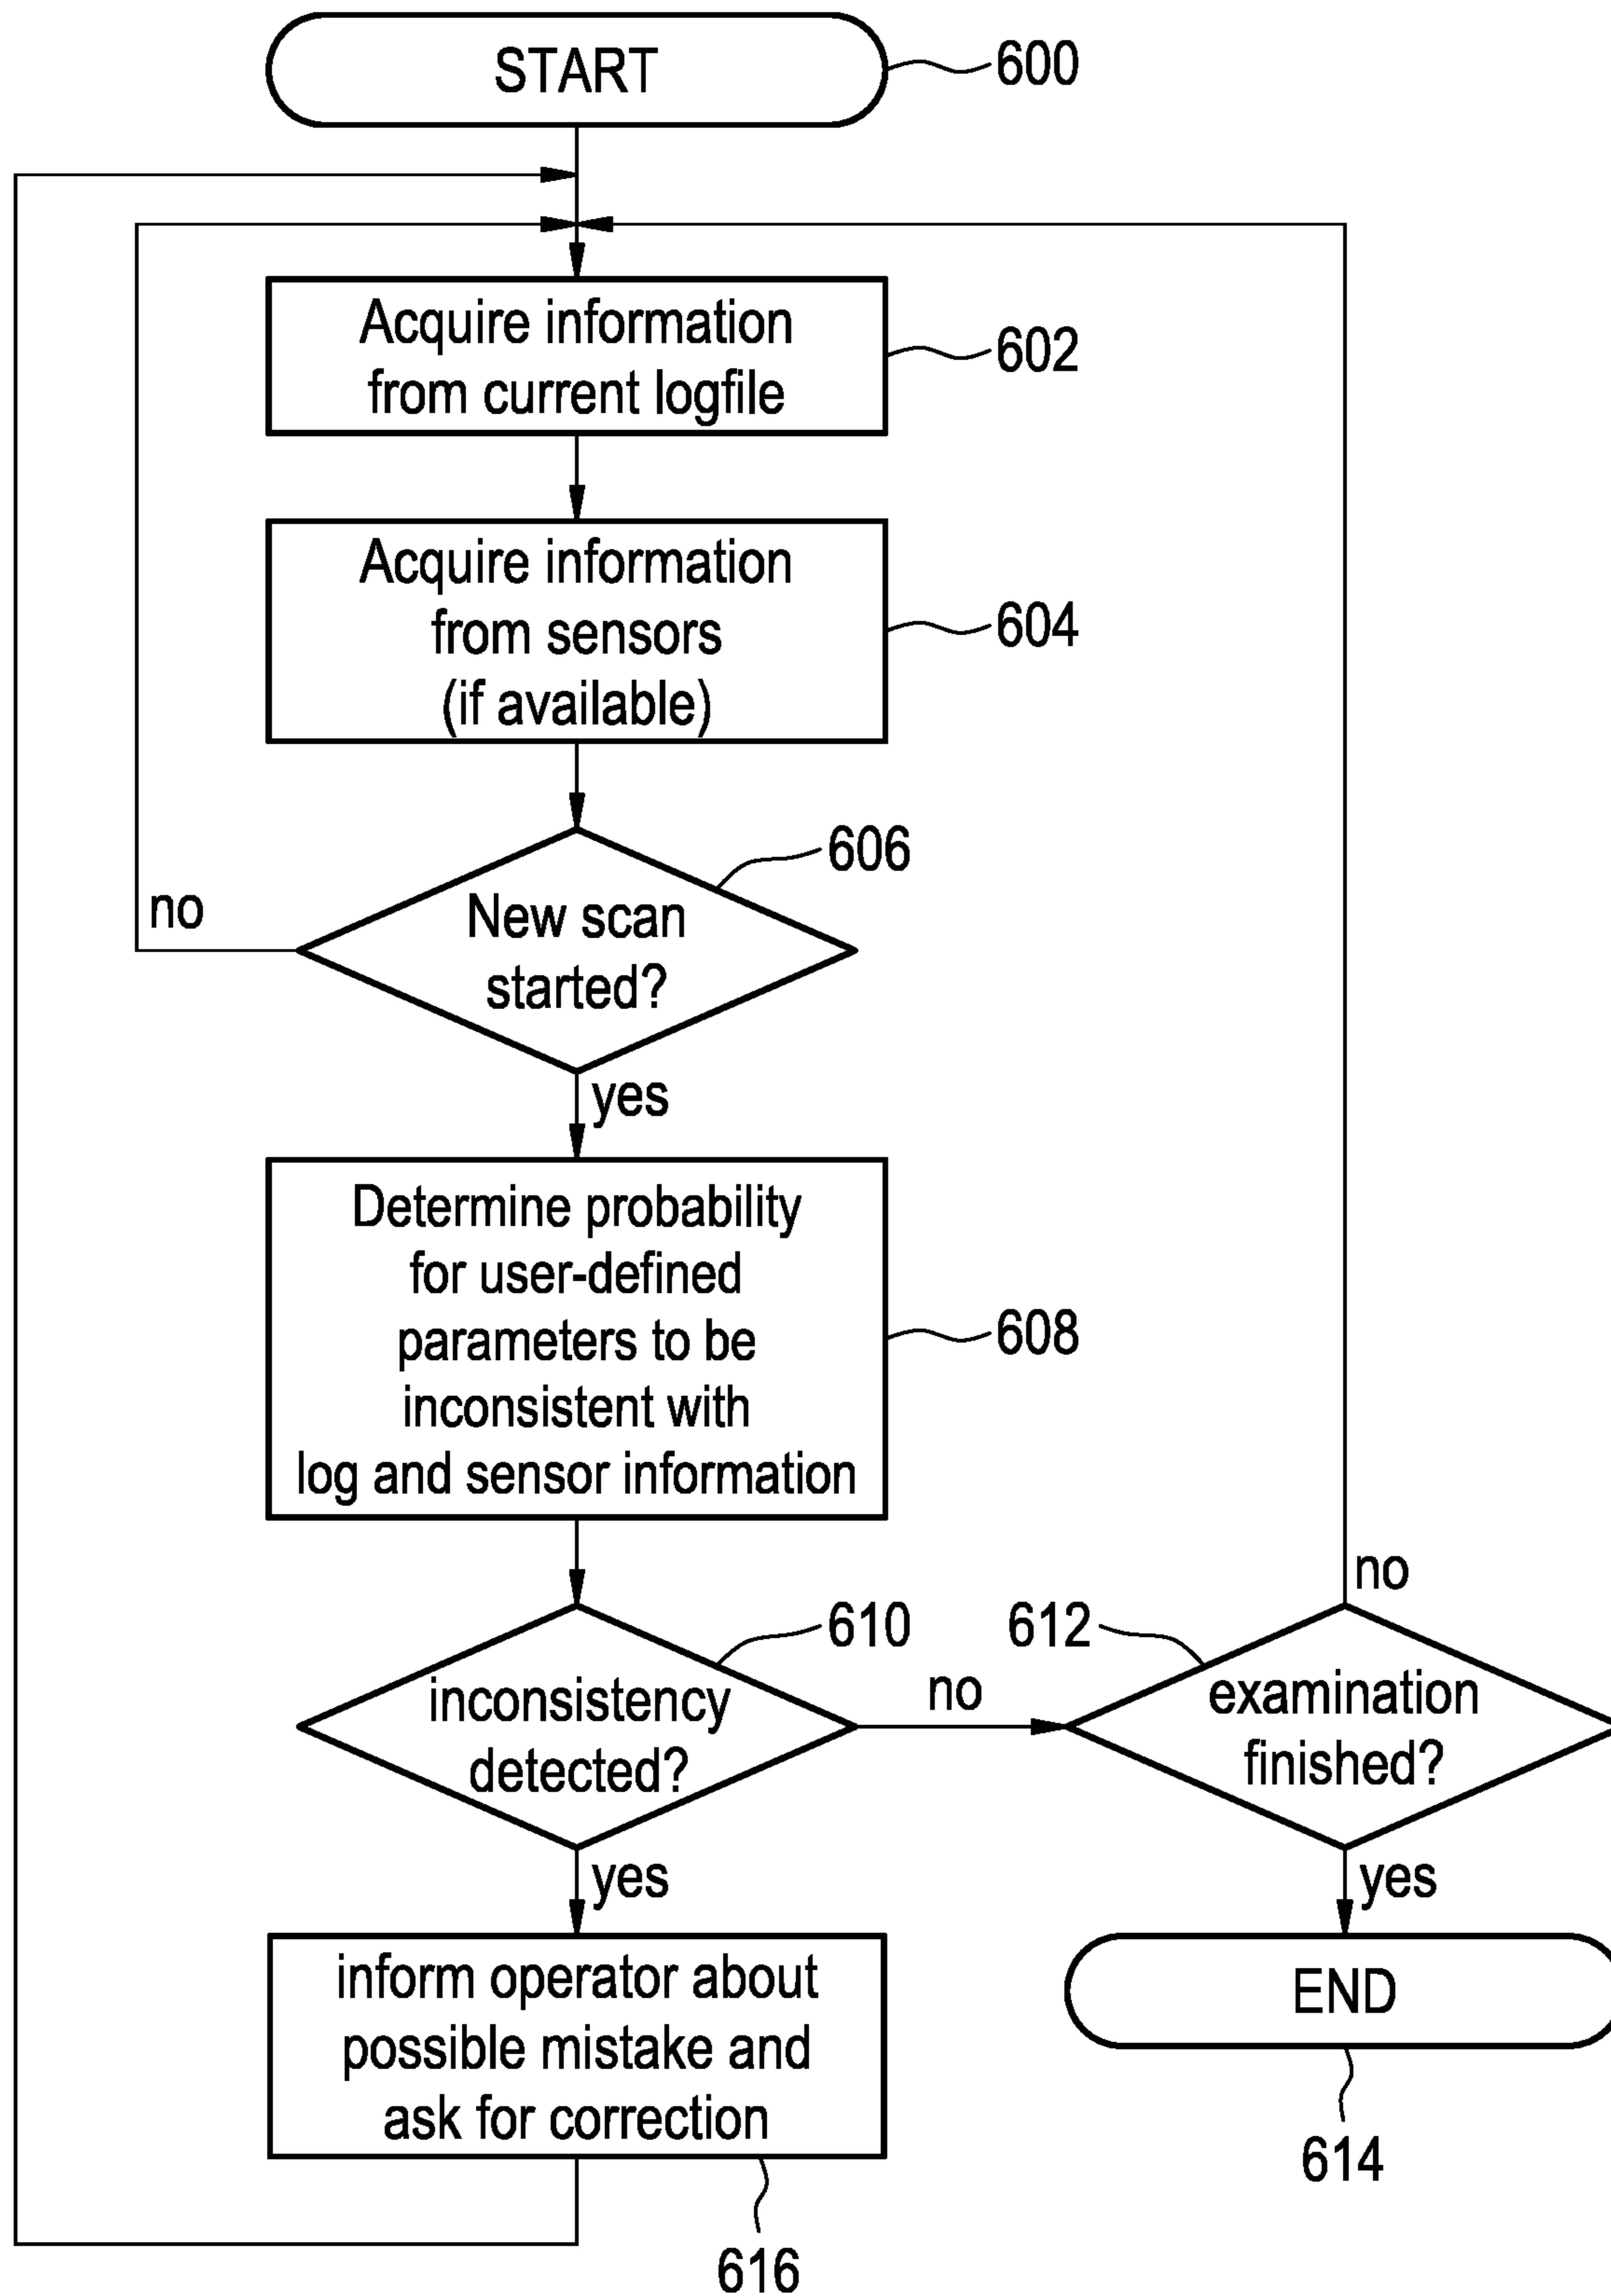 START
600
Acquire information
from current logfile
602
Acquire information
from sensors
(if available)
604
606
New scan
started?
no
yes
Determine probability
for user-defined
parameters to be
inconsistent with
log and sensor information
608
610
inconsistency
detected?
no
612
examination
finished?
no
yes
yes
inform operator about
possible mistake and
ask for correction
616
END
614